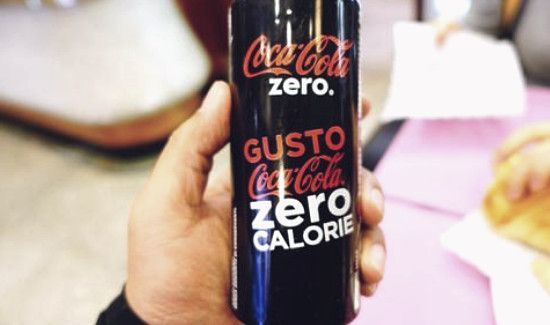 Coca-Cola
zero.
GUSTO
Coca-Cola
zero
CALORIE